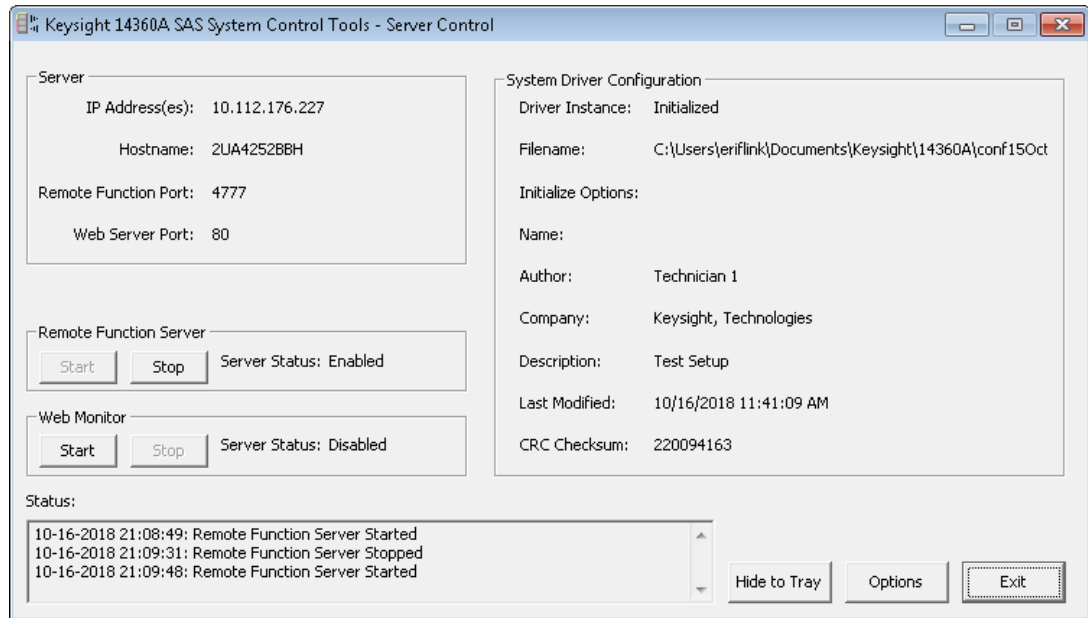 Keysight 14360A SAS System Control Tools - Server Control
Server
IP Address(es): 10.112.176.227
Hostname: 2UA4252BBH
Remote Function Port: 4777
Web Server Port: 80
Remote Function Server
Start Stop Server Status: Enabled
Web Monitor
Start Stop Server Status: Disabled
System Driver Configuration
Driver Instance: Initialized
Filename: C:\Users\eriflink\Documents\Keysight\14360A\conf15Oct
Initialize Options:
Name:
Author: Technician 1
Company: Keysight, Technologies
Description: Test Setup
Last Modified: 10/16/2018 11:41:09 AM
CRC Checksum: 220094163
Status:
10-16-2018 21:08:49: Remote Function Server Started
10-16-2018 21:09:31: Remote Function Server Stopped
10-16-2018 21:09:48: Remote Function Server Started
Hide to Tray Options Exit